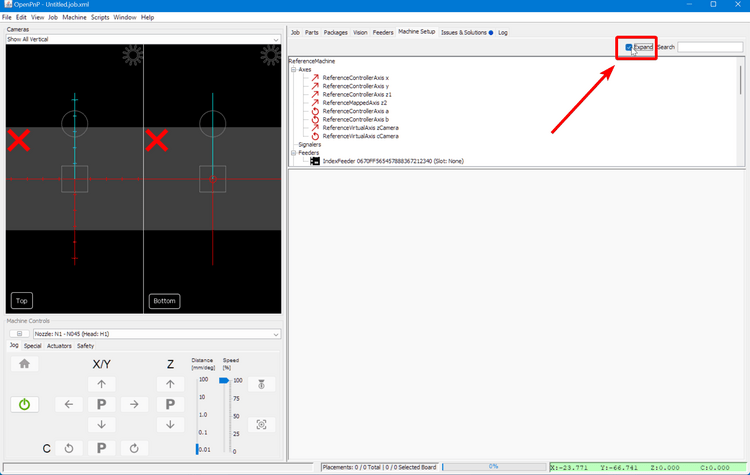 OpenPnP - Untitled.job.xml
File Edit View Job Machine Scripts Window Help
Cameras
Show All Vertical
Top
Bottom
Machine Controls
Nozzle: N1 - N045 (Head: H1)
Jog Special Actuators Safety
X/Y Z Distance [mm/deg] Speed [%]
100 100
10 75
1.0 50
0.1 25
0.01 0
P P
C P
Job Parts Packages Vision Feeders Machine Setup Issues & Solutions Log
Expand Search
ReferenceMachine
Axes
ReferenceControllerAxis x
ReferenceControllerAxis y
ReferenceControllerAxis z1
ReferenceMappedAxis z2
ReferenceControllerAxis a
ReferenceControllerAxis b
ReferenceVirtualAxis zCamera
ReferenceVirtualAxis cCamera
Signalers
Feeders
IndexFeeder 0670FF565457888367212340 (Slot: None)
Placements: 0 / 0 Total | 0 / 0 Selected Board
0%
X:-23.771 Y:-66.741 Z:0.000 C:0.000